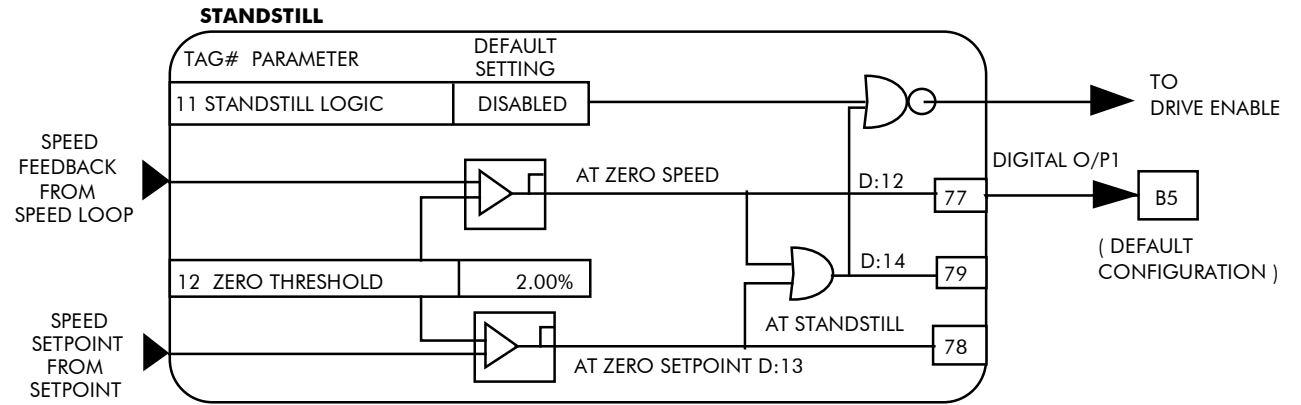 STANDSTILL
TAG# PARAMETER
DEFAULT
SETTING
11 STANDSTILL LOGIC
DISABLED
TO
DRIVE ENABLE
SPEED
FEEDBACK
FROM
SPEED LOOP
AT ZERO SPEED
D:12
77
DIGITAL O/P1
B5
( DEFAULT
CONFIGURATION )
12 ZERO THRESHOLD
2.00%
D:14
79
SPEED
SETPOINT
FROM
SETPOINT
AT STANDSTILL
78
AT ZERO SETPOINT D:13